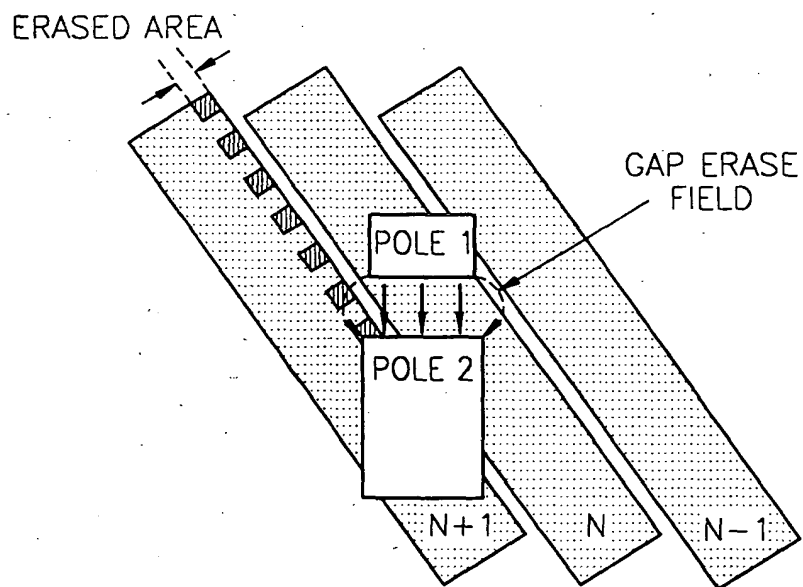 ERASED AREA
GAP ERASE
FIELD
POLE 1
POLE 2
N+1
N
N-1